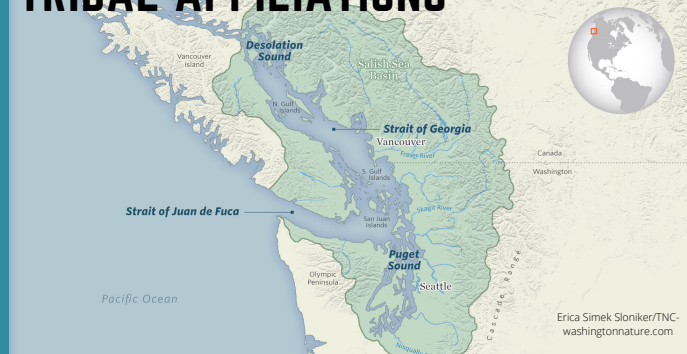 TRIBAL AFFILIATIONS
Desolation
Sound
Vancouver
Island
Salish Sea
Basin
N. Gulf
Islands
Strait of Georgia
Vancouver
Fraser River
Canada
Washington
S. Gulf
Islands
Skagit River
Strait of Juan de Fuca
San Juan
Islands
Puget
Sound
Olympic
Peninsula
Seattle
Pacific Ocean
Cascade Range
Erica Simek Sloniker/TNC-
washingtonnature.com
Nisqually